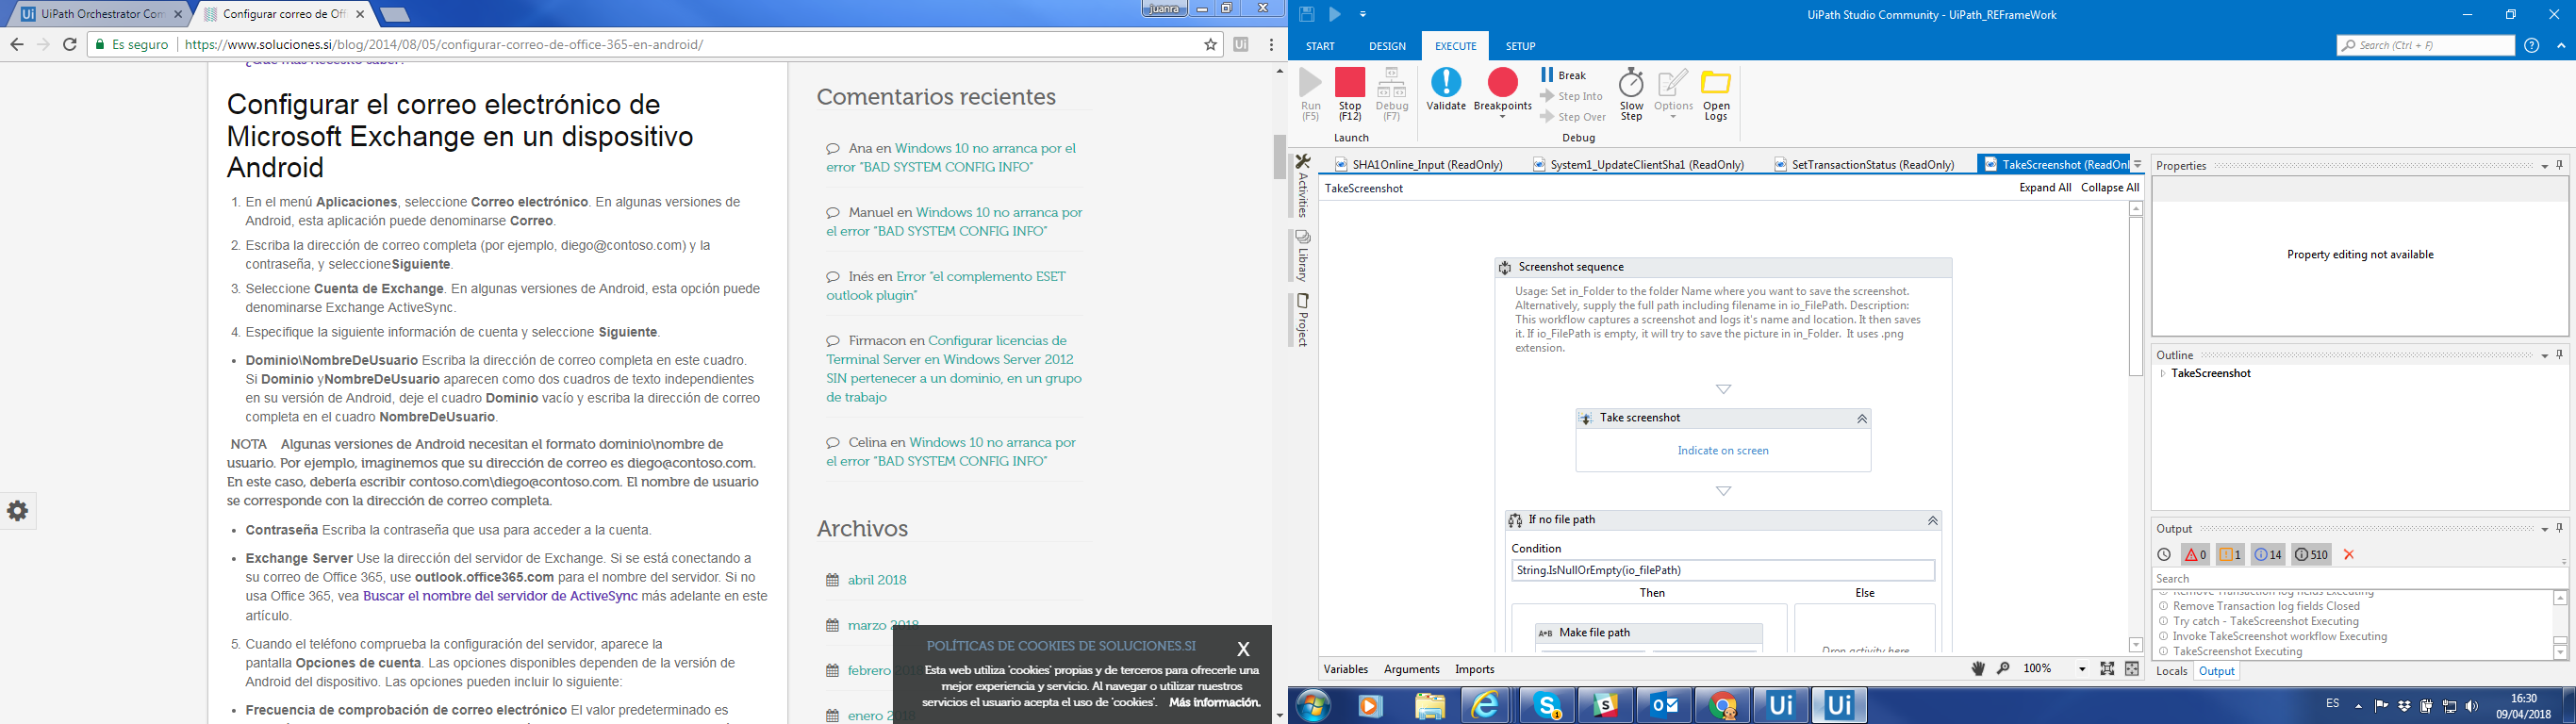 UiPath Orchestrator Com
Configurar correo de Of
juanra
Es seguro
https://www.soluciones.si/blog/2014/08/05/configurar-correo-de-office-365-en-android/
Configurar el correo electrónico de
Microsoft Exchange en un dispositivo
Android
1. En el menú Aplicaciones, seleccione Correo electrónico. En algunas versiones de
Android, esta aplicación puede denominarse Correo.
2. Escriba la dirección de correo completa (por ejemplo, diego@contoso.com) y la
contraseña, y seleccioneSiguiente.
3. Seleccione Cuenta de Exchange. En algunas versiones de Android, esta opción puede
denominarse Exchange ActiveSync.
4. Especifique la siguiente información de cuenta y seleccione Siguiente.
• Dominio\NombreDeUsuario Escriba la dirección de correo completa en este cuadro.
Si Dominio yNombreDeUsuario aparecen como dos cuadros de texto independientes
en su versión de Android, deje el cuadro Dominio vacío y escriba la dirección de correo
completa en el cuadro NombreDeUsuario.
NOTA Algunas versiones de Android necesitan el formato dominio\nombre de
usuario. Por ejemplo, imaginemos que su dirección de correo es diego@contoso.com.
En este caso, debería escribir contoso.com\diego@contoso.com. El nombre de usuario
se corresponde con la dirección de correo completa.
• Contraseña Escriba la contraseña que usa para acceder a la cuenta.
• Exchange Server Use la dirección del servidor de Exchange. Si se está conectando a
su correo de Office 365, use outlook.office365.com para el nombre del servidor. Si no
usa Office 365, vea Buscar el nombre del servidor de ActiveSync más adelante en este
artículo.
5. Cuando el teléfono comprueba la configuración del servidor, aparece la
pantalla Opciones de cuenta. Las opciones disponibles dependen de la versión de
Android del dispositivo. Las opciones pueden incluir lo siguiente:
• Frecuencia de comprobación de correo electrónico El valor predeterminado es
Comentarios recientes
Ana en Windows 10 no arranca por el
error “BAD SYSTEM CONFIG INFO”
Manuel en Windows 10 no arranca por
el error “BAD SYSTEM CONFIG INFO”
Inés en Error “el complemento ESET
outlook plugin”
Firmacon en Configurar licencias de
Terminal Server en Windows Server 2012
SIN pertenecer a un dominio, en un grupo
de trabajo
Celina en Windows 10 no arranca por
el error “BAD SYSTEM CONFIG INFO”
Archivos
abril 2018
marzo 2018
febrero 2018
enero 2018
POLÍTICAS DE COOKIES DE SOLUCIONES.SI
X
Esta web utiliza 'cookies' propias y de terceros para ofrecerle una
mejor experiencia y servicio. Al navegar o utilizar nuestros
servicios el usuario acepta el uso de 'cookies'. Más información.
UiPath Studio Community - UiPath_REFrameWork
START DESIGN EXECUTE SETUP
Search (Ctrl + F)
Run (F5)
Stop (F12)
Debug (F7)
Launch
Validate
Breakpoints
Break
Step Into
Step Over
Slow Step
Options
Open Logs
Debug
Activities
Library
Project
SHA1Online_Input (ReadOnly)
System1_UpdateClientSha1 (ReadOnly)
SetTransactionStatus (ReadOnly)
TakeScreenshot (ReadOnl
TakeScreenshot
Expand All Collapse All
Screenshot sequence
Usage: Set in_Folder to the folder Name where you want to save the screenshot.
Alternatively, supply the full path including filename in io_FilePath. Description:
This workflow captures a screenshot and logs it's name and location. It then saves
it. If io_FilePath is empty, it will try to save the picture in in_Folder. It uses .png
extension.
Take screenshot
Indicate on screen
If no file path
Condition
String.IsNullOrEmpty(io_filePath)
Then Else
Make file path
Drop activity here
Variables Arguments Imports
100%
Properties
Property editing not available
Outline
TakeScreenshot
Output
0 1 14 510
Search
Remove Transaction log fields Executing
Remove Transaction log fields Closed
Try catch - TakeScreenshot Executing
Invoke TakeScreenshot workflow Executing
TakeScreenshot Executing
Locals Output
ES
16:30
09/04/2018